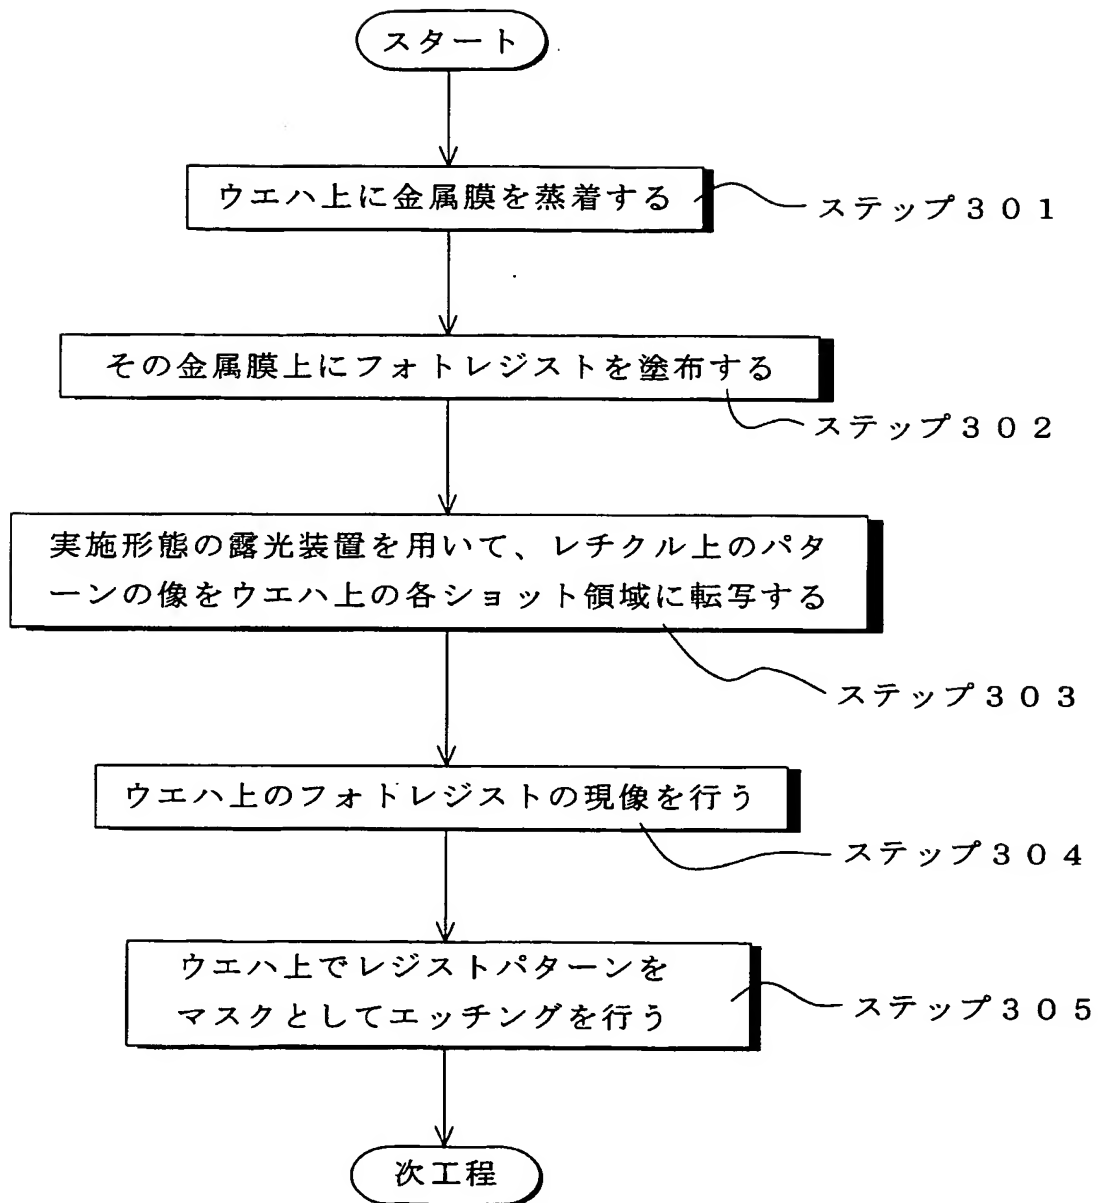 スタート
ウエハ上に金属膜を蒸着する
ステップ３０１
その金属膜上にフォトレジストを塗布する
ステップ３０２
実施形態の露光装置を用いて、レチクル上のパタ
ーンの像をウエハ上の各ショット領域に転写する
ステップ３０３
ウエハ上のフォトレジストの現像を行う
ステップ３０４
ウエハ上でレジストパターンを
マスクとしてエッチングを行う
ステップ３０５
次工程